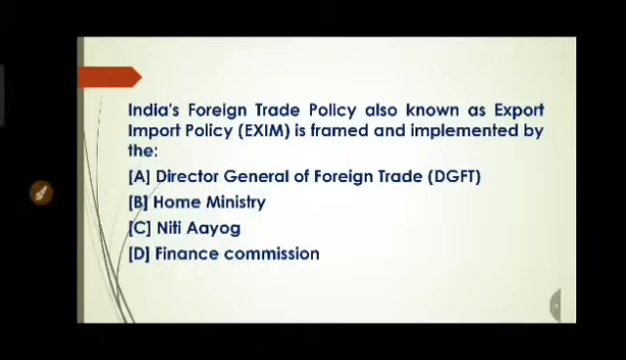 India's Foreign Trade Policy also known as Export
Import Policy (EXIM) is framed and implemented by
the:
[A] Director General of Foreign Trade (DGFT)
[B] Home Ministry
[C] Niti Aayog
[D] Finance commission